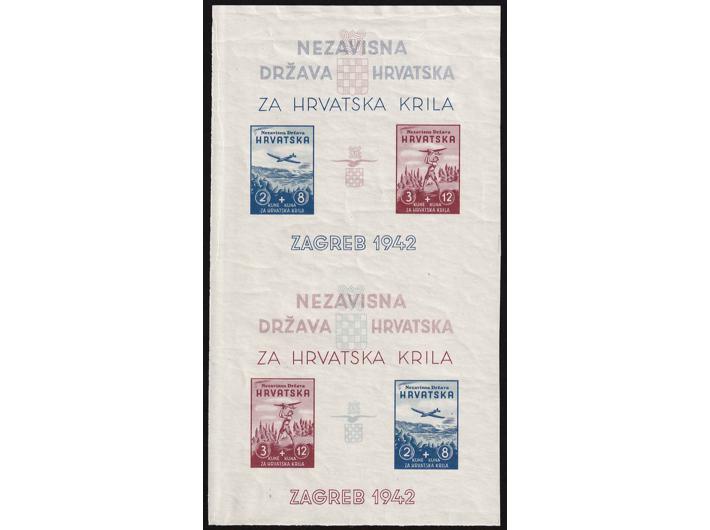 NEZAVISNA
DRŽAVA HRVATSKA
ZA HRVATSKA KRILA
Nezavisna Država
HRVATSKA
2 + 8
KUNE KUNA
ZA HRVATSKA KRILA
Nezavisna Država
HRVATSKA
3 + 12
KUNE KUNA
ZA HRVATSKA KRILA
ZAGREB 1942
NEZAVISNA
DRŽAVA HRVATSKA
ZA HRVATSKA KRILA
Nezavisna Država
HRVATSKA
3 + 12
KUNE KUNA
ZA HRVATSKA KRILA
Nezavisna Država
HRVATSKA
2 + 8
KUNE KUNA
ZA HRVATSKA KRILA
ZAGREB 1942